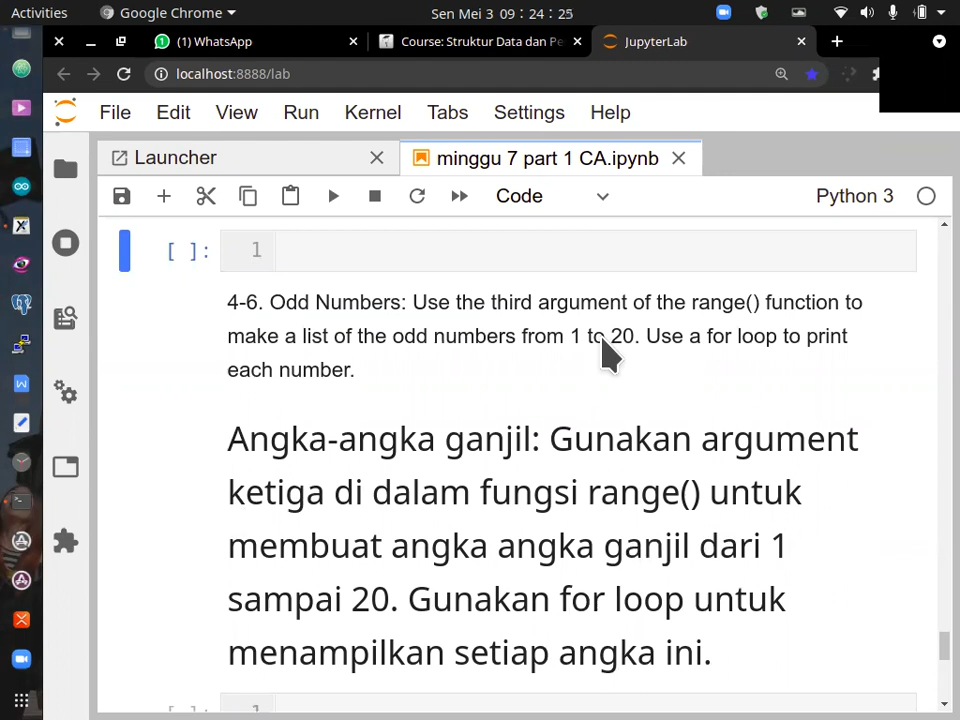 Activities Google Chrome Sen Mei 3 09 : 24 : 25
(1) WhatsApp Course: Struktur Data dan Pe JupyterLab
localhost:8888/lab
File Edit View Run Kernel Tabs Settings Help
Launcher minggu 7 part 1 CA.ipynb
Code Python 3
[ ]: 1
4-6. Odd Numbers: Use the third argument of the range() function to
make a list of the odd numbers from 1 to 20. Use a for loop to print
each number.
Angka-angka ganjil: Gunakan argument
ketiga di dalam fungsi range() untuk
membuat angka angka ganjil dari 1
sampai 20. Gunakan for loop untuk
menampilkan setiap angka ini.
[ ]: 1